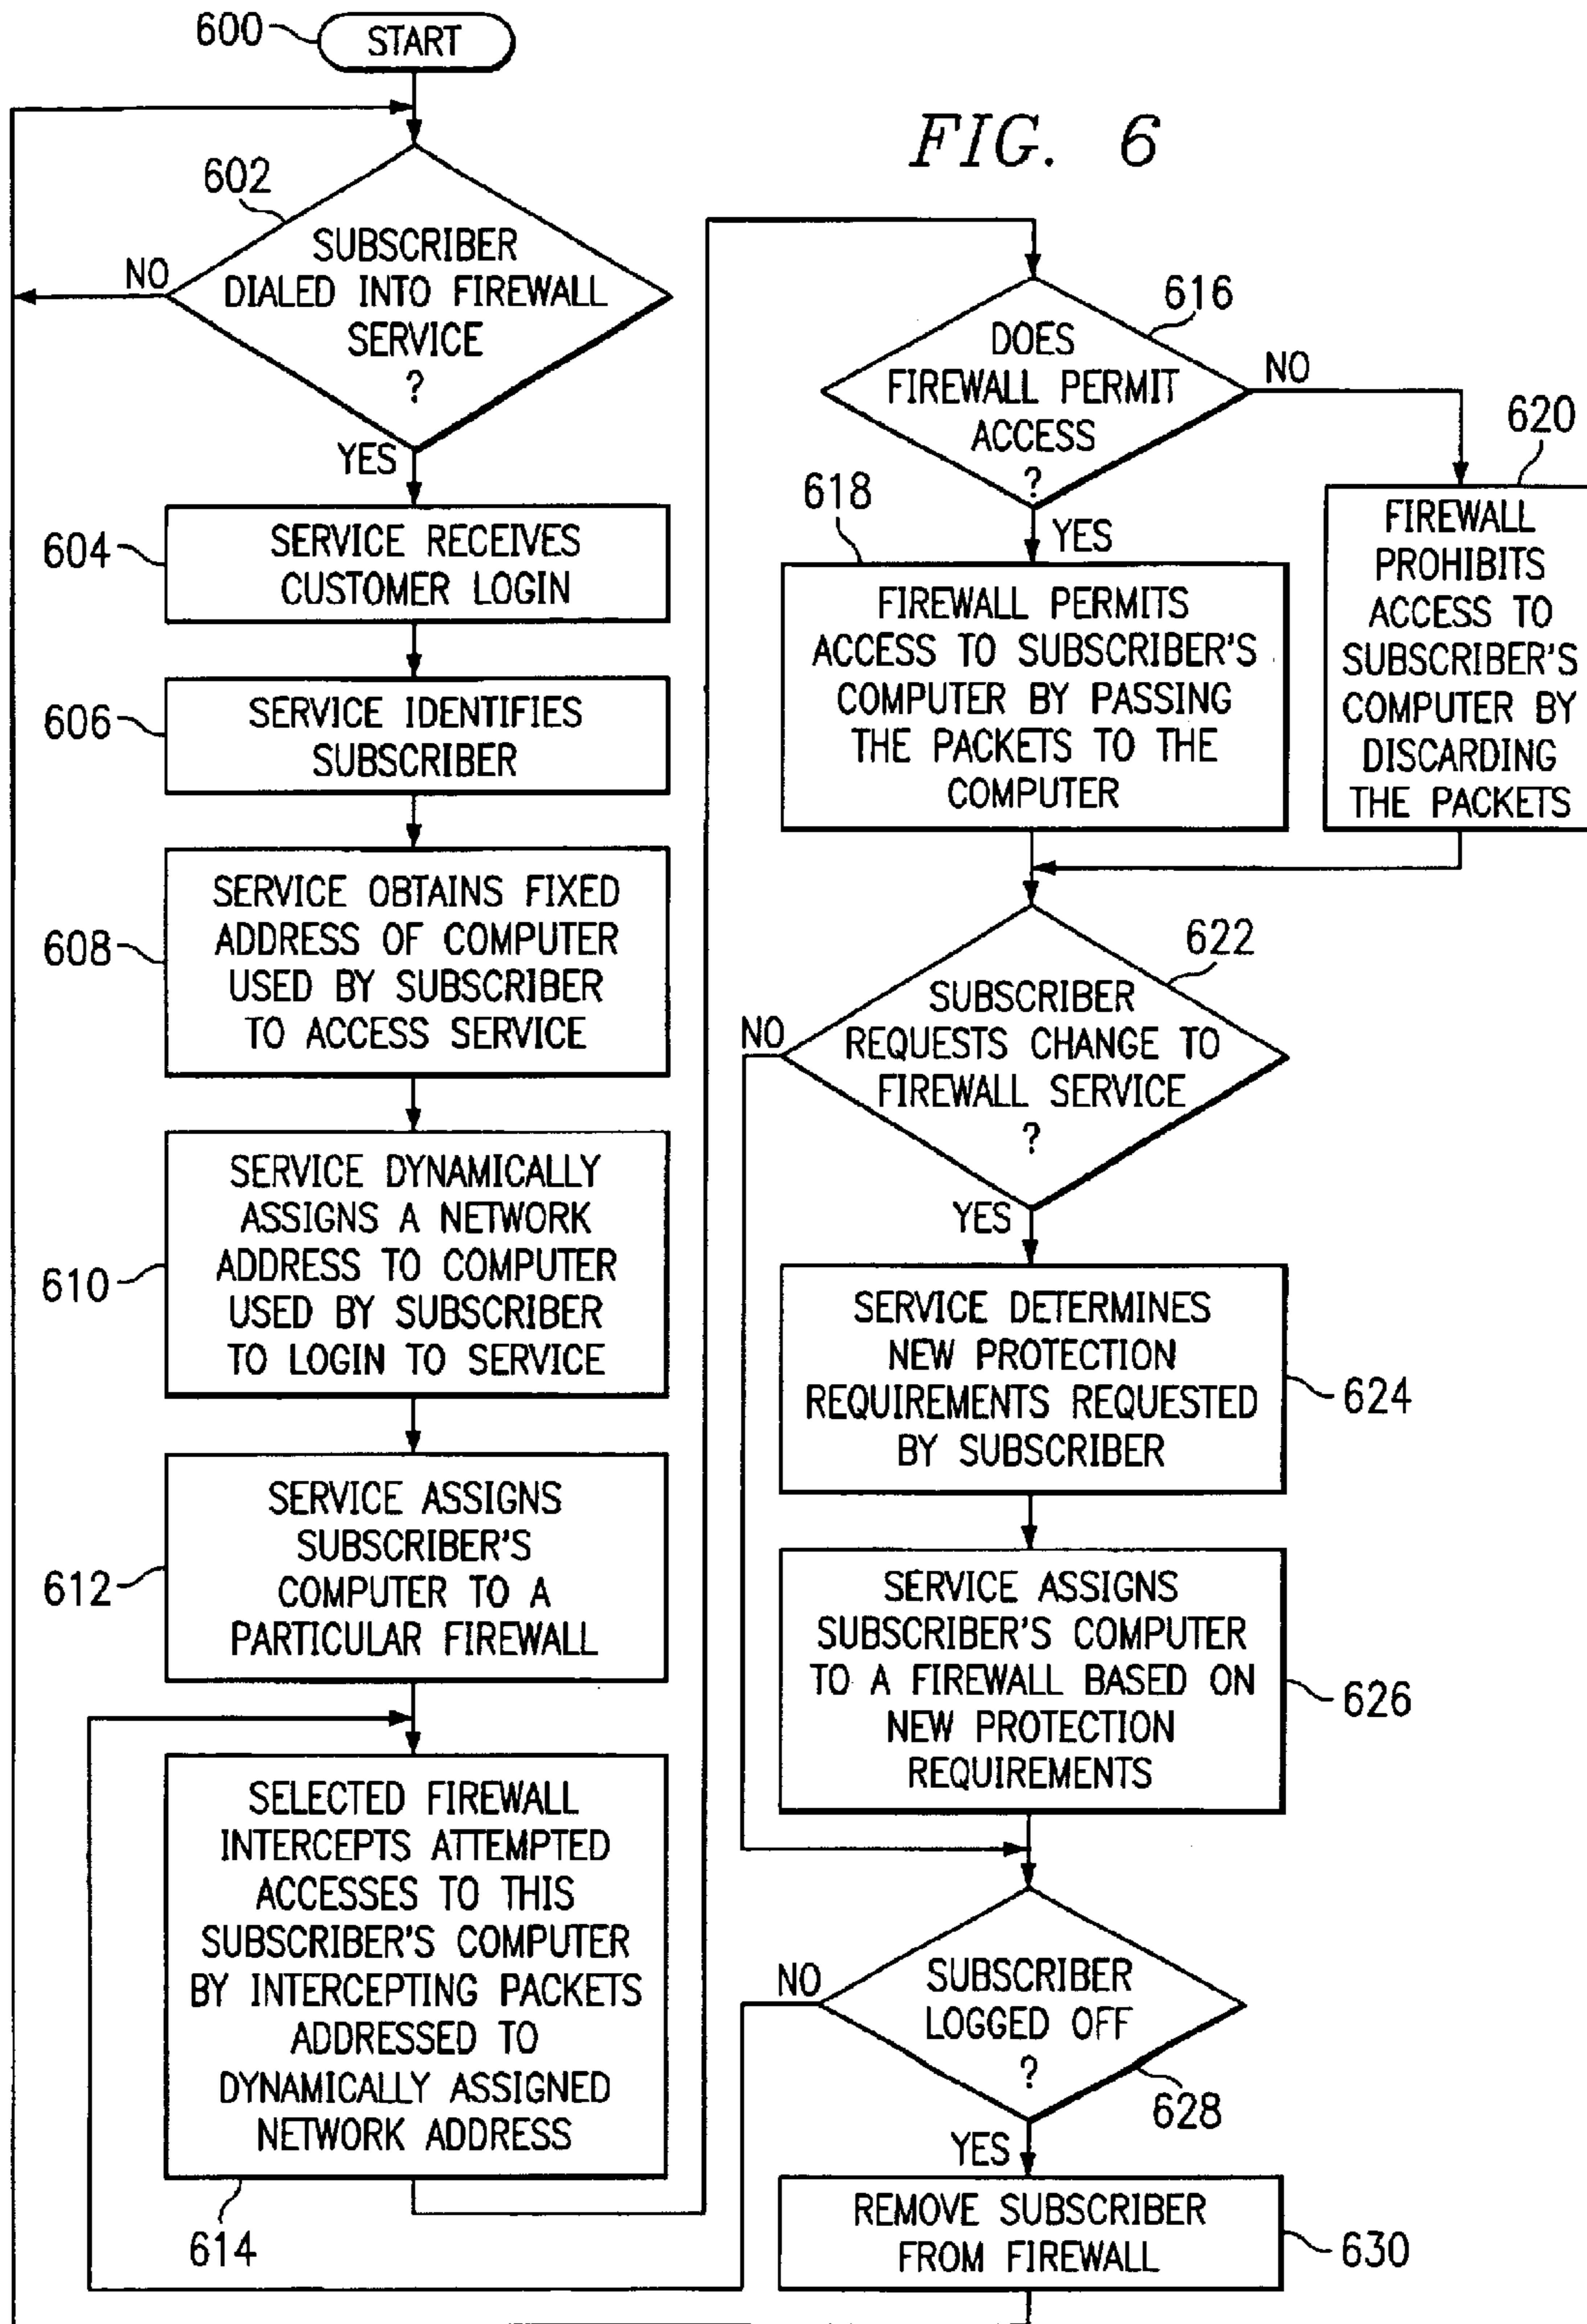 600
START
FIG. 6
602
SUBSCRIBER
DIALED INTO FIREWALL
SERVICE
?
NO
YES
604
SERVICE RECEIVES
CUSTOMER LOGIN
606
SERVICE IDENTIFIES
SUBSCRIBER
608
SERVICE OBTAINS FIXED
ADDRESS OF COMPUTER
USED BY SUBSCRIBER
TO ACCESS SERVICE
610
SERVICE DYNAMICALLY
ASSIGNS A NETWORK
ADDRESS TO COMPUTER
USED BY SUBSCRIBER
TO LOGIN TO SERVICE
612
SERVICE ASSIGNS
SUBSCRIBER'S
COMPUTER TO A
PARTICULAR FIREWALL
SELECTED FIREWALL
INTERCEPTS ATTEMPTED
ACCESSES TO THIS
SUBSCRIBER'S COMPUTER
BY INTERCEPTING PACKETS
ADDRESSED TO
DYNAMICALLY ASSIGNED
NETWORK ADDRESS
614
616
DOES
FIREWALL PERMIT
ACCESS
?
NO
YES
618
FIREWALL PERMITS
ACCESS TO SUBSCRIBER'S
COMPUTER BY PASSING
THE PACKETS TO THE
COMPUTER
620
FIREWALL
PROHIBITS
ACCESS TO
SUBSCRIBER'S
COMPUTER BY
DISCARDING
THE PACKETS
622
SUBSCRIBER
REQUESTS CHANGE TO
FIREWALL SERVICE
?
NO
YES
SERVICE DETERMINES
NEW PROTECTION
REQUIREMENTS REQUESTED
BY SUBSCRIBER
624
SERVICE ASSIGNS
SUBSCRIBER'S COMPUTER
TO A FIREWALL BASED ON
NEW PROTECTION
REQUIREMENTS
626
NO
SUBSCRIBER
LOGGED OFF
?
628
YES
REMOVE SUBSCRIBER
FROM FIREWALL
630